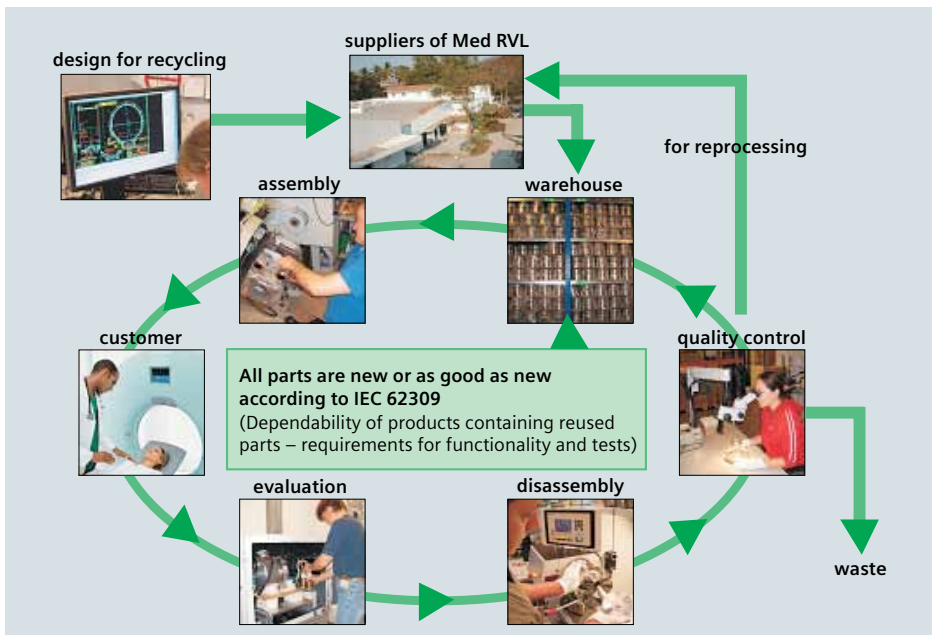 suppliers of Med RVL
design for recycling
for reprocessing
assembly
warehouse
customer
quality control
All parts are new or as good as new
according to IEC 62309
(Dependability of products containing reused
parts – requirements for functionality and tests)
evaluation
disassembly
waste